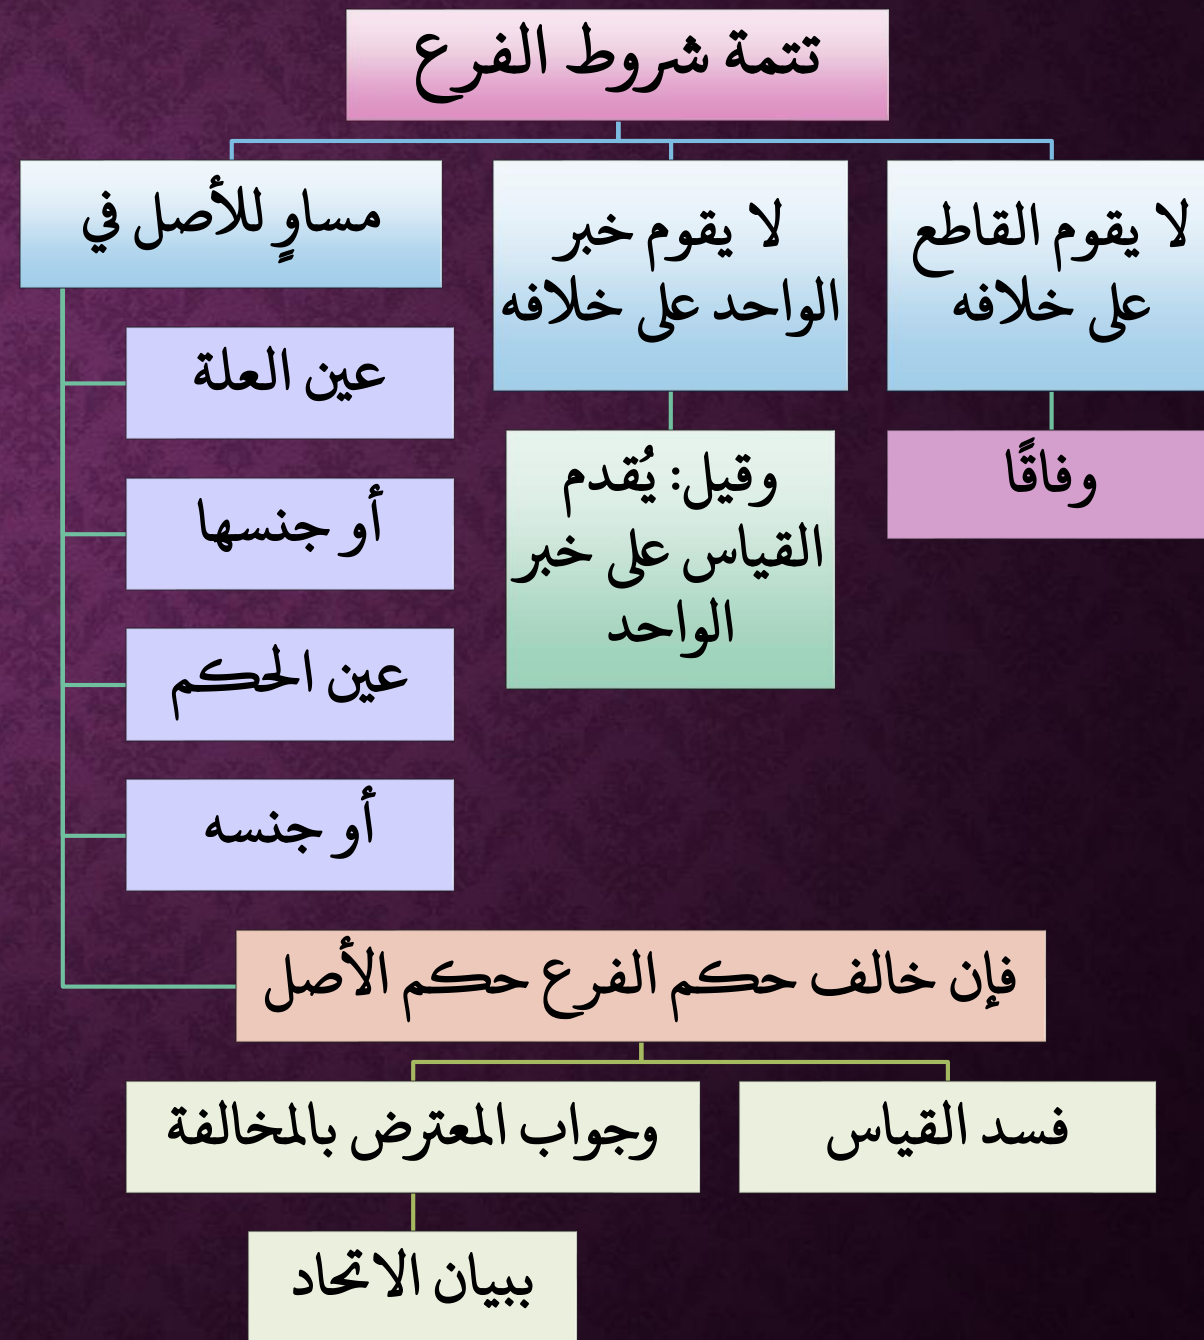 تتمة شروط الفرع
لا يقوم القاطع
على خلافه
وفاقًا
لا يقوم خبر
الواحد على خلافه
وقيل: يُقدم
القياس على خبر
الواحد
مساوٍ للأصل في
عين العلة
أو جنسها
عين الحكم
أو جنسه
فإن خالف حكم الفرع حكم الأصل
فسد القياس
وجواب المعترض بالمخالفة
ببيان الاتحاد